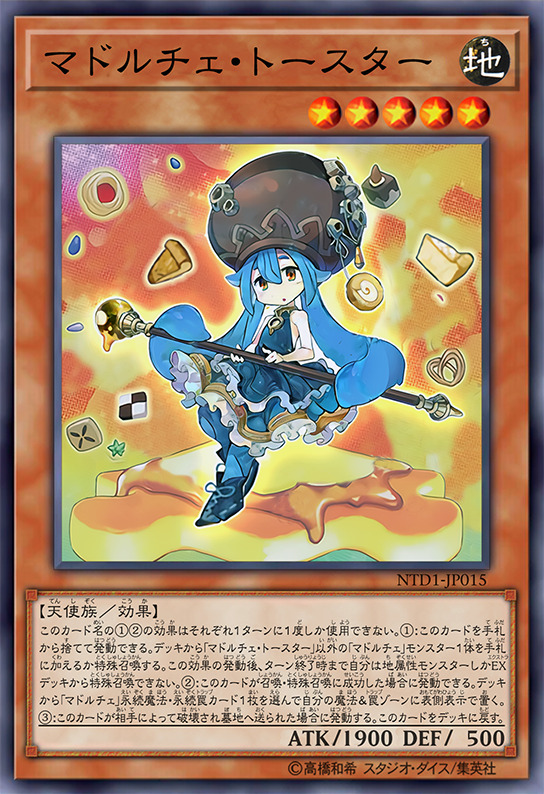 マドルチェ・トースター
地
NTD1-JP015
【天使族／効果】
このカード名の①②の効果はそれぞれ1ターンに1度しか使用できない。①:このカードを手札
から捨てて発動できる。デッキから「マドルチェ・トースター」以外の「マドルチェ」モンスター1体を手札
に加えるか特殊召喚する。この効果の発動後、ターン終了時まで自分は地属性モンスターしかEX
デッキから特殊召喚できない。②:このカードが召喚・特殊召喚に成功した場合に発動できる。デッ
キから「マドルチェ」永続魔法・永続罠カード1枚を選んで自分の魔法&罠ゾーンに表側表示で置く。
③:このカードが相手によって破壊され墓地へ送られた場合に発動する。このカードをデッキに戻す。
ATK/1900 DEF/ 500
©高橋和希 スタジオ・ダイス/集英社